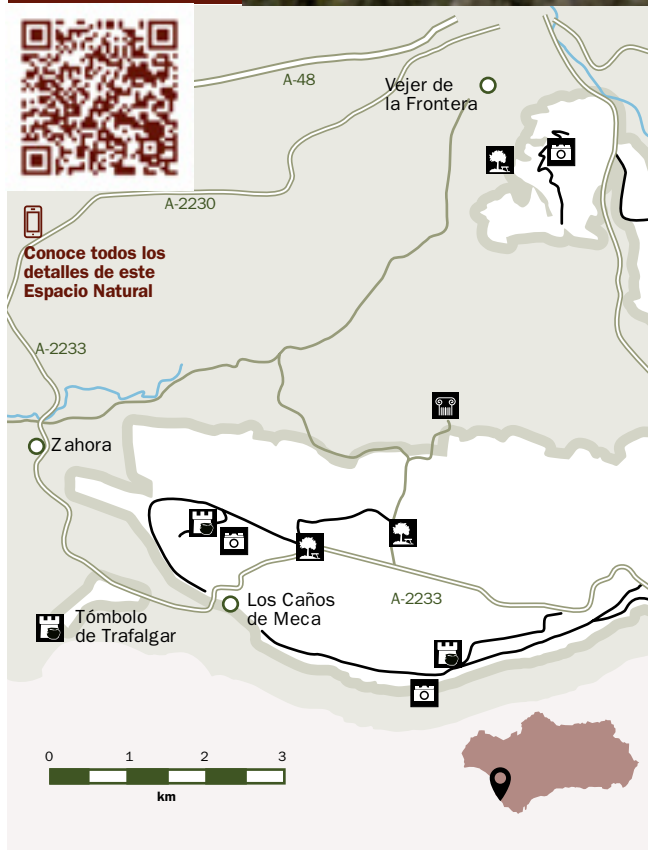 A-48
Vejer de
la Frontera
A-2230
Conoce todos los
detalles de este
Espacio Natural
A-2233
Zahora
Los Caños
de Meca
A-2233
Tómbolo
de Trafalgar
0 1 2 3
km